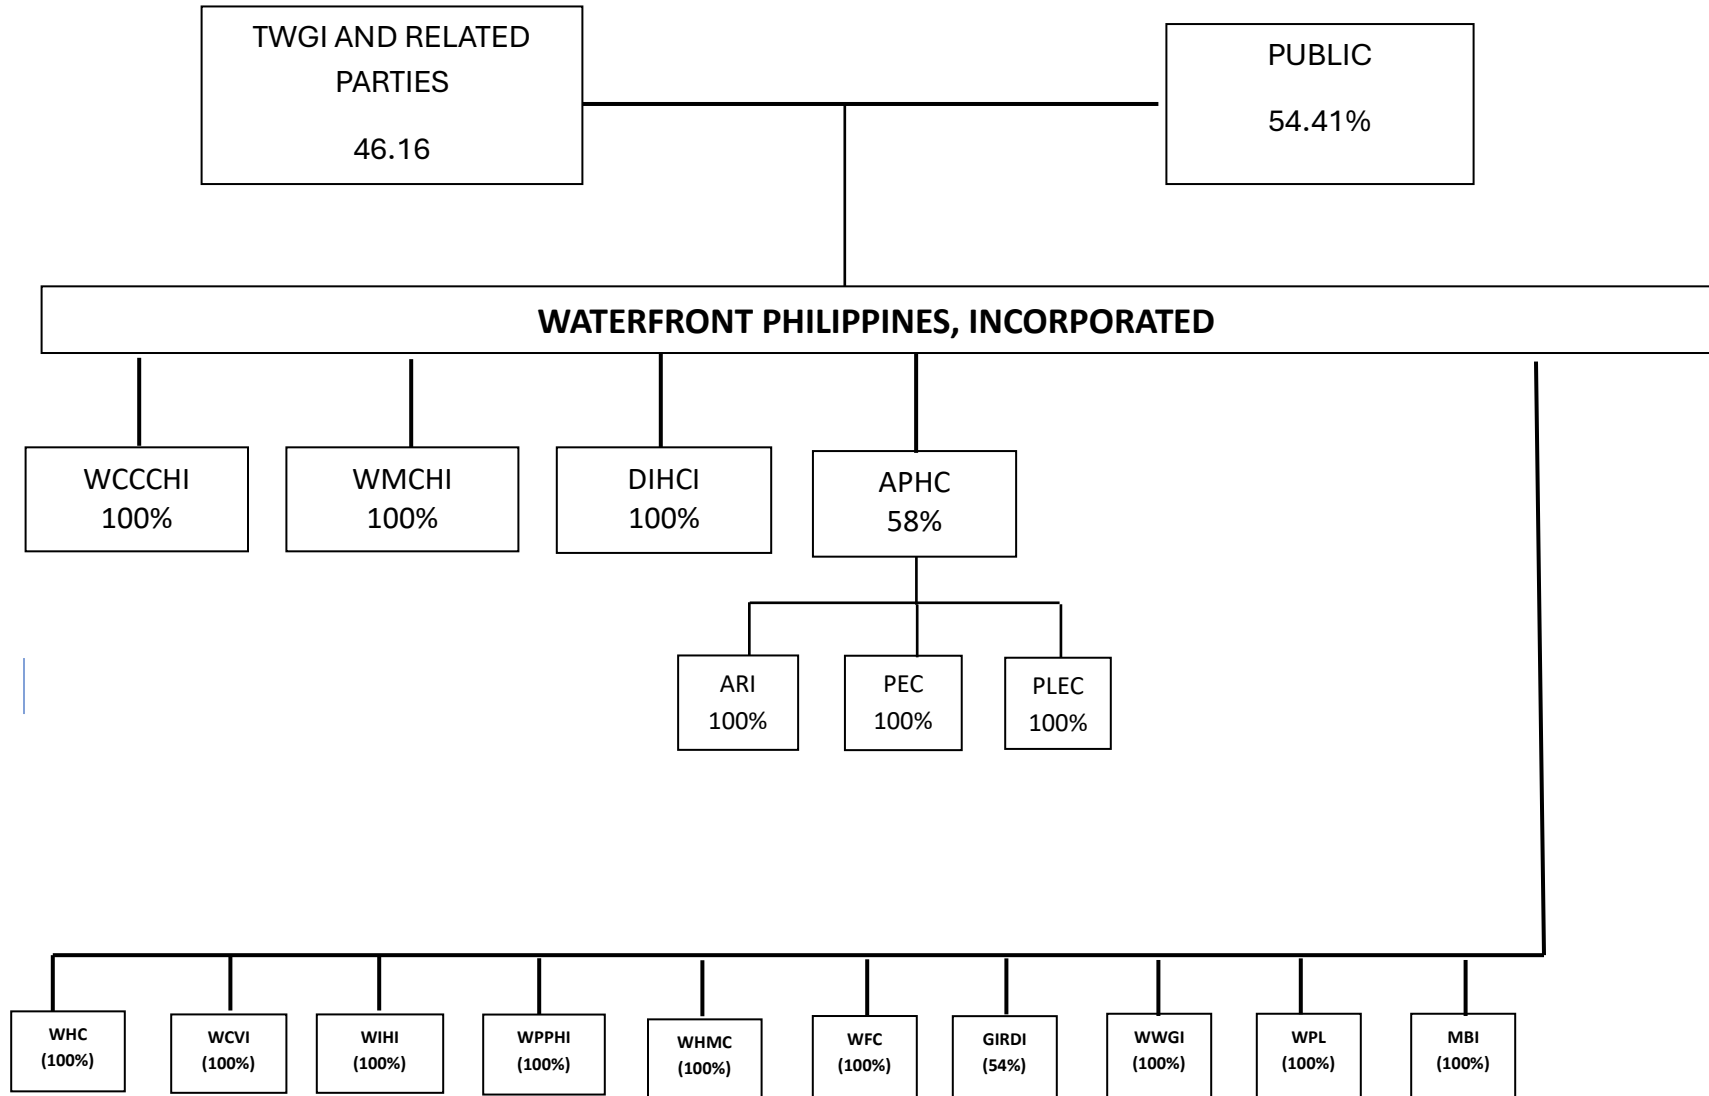 TWGI AND RELATED
PARTIES
46.16
PUBLIC
54.41%
WATERFRONT PHILIPPINES, INCORPORATED
WCCCHI
100%
WMCHI
100%
DIHCI
100%
APHC
58%
ARI
100%
PEC
100%
PLEC
100%
WHC
(100%)
WCVI
(100%)
WIHI
(100%)
WPPHI
(100%)
WHMC
(100%)
WFC
(100%)
GIRDI
(54%)
WWGI
(100%)
WPL
(100%)
MBI
(100%)